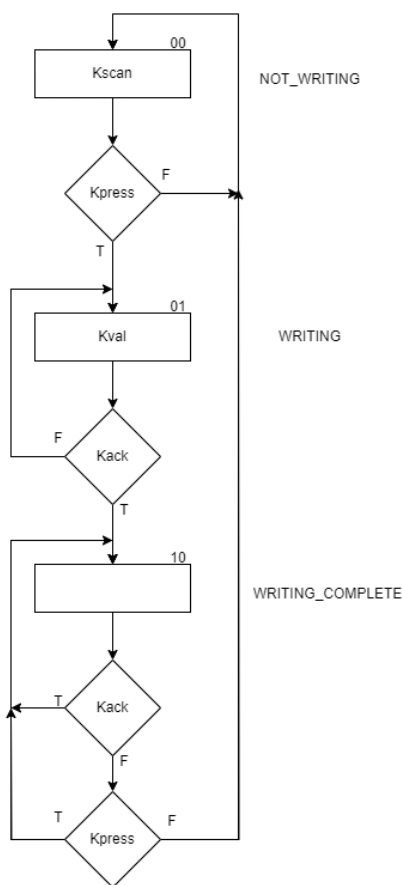 00
Kscan
NOT_WRITING
Kpress
F
T
01
Kval
WRITING
F
Kack
T
10
WRITING_COMPLETE
T
Kack
F
T
F
Kpress